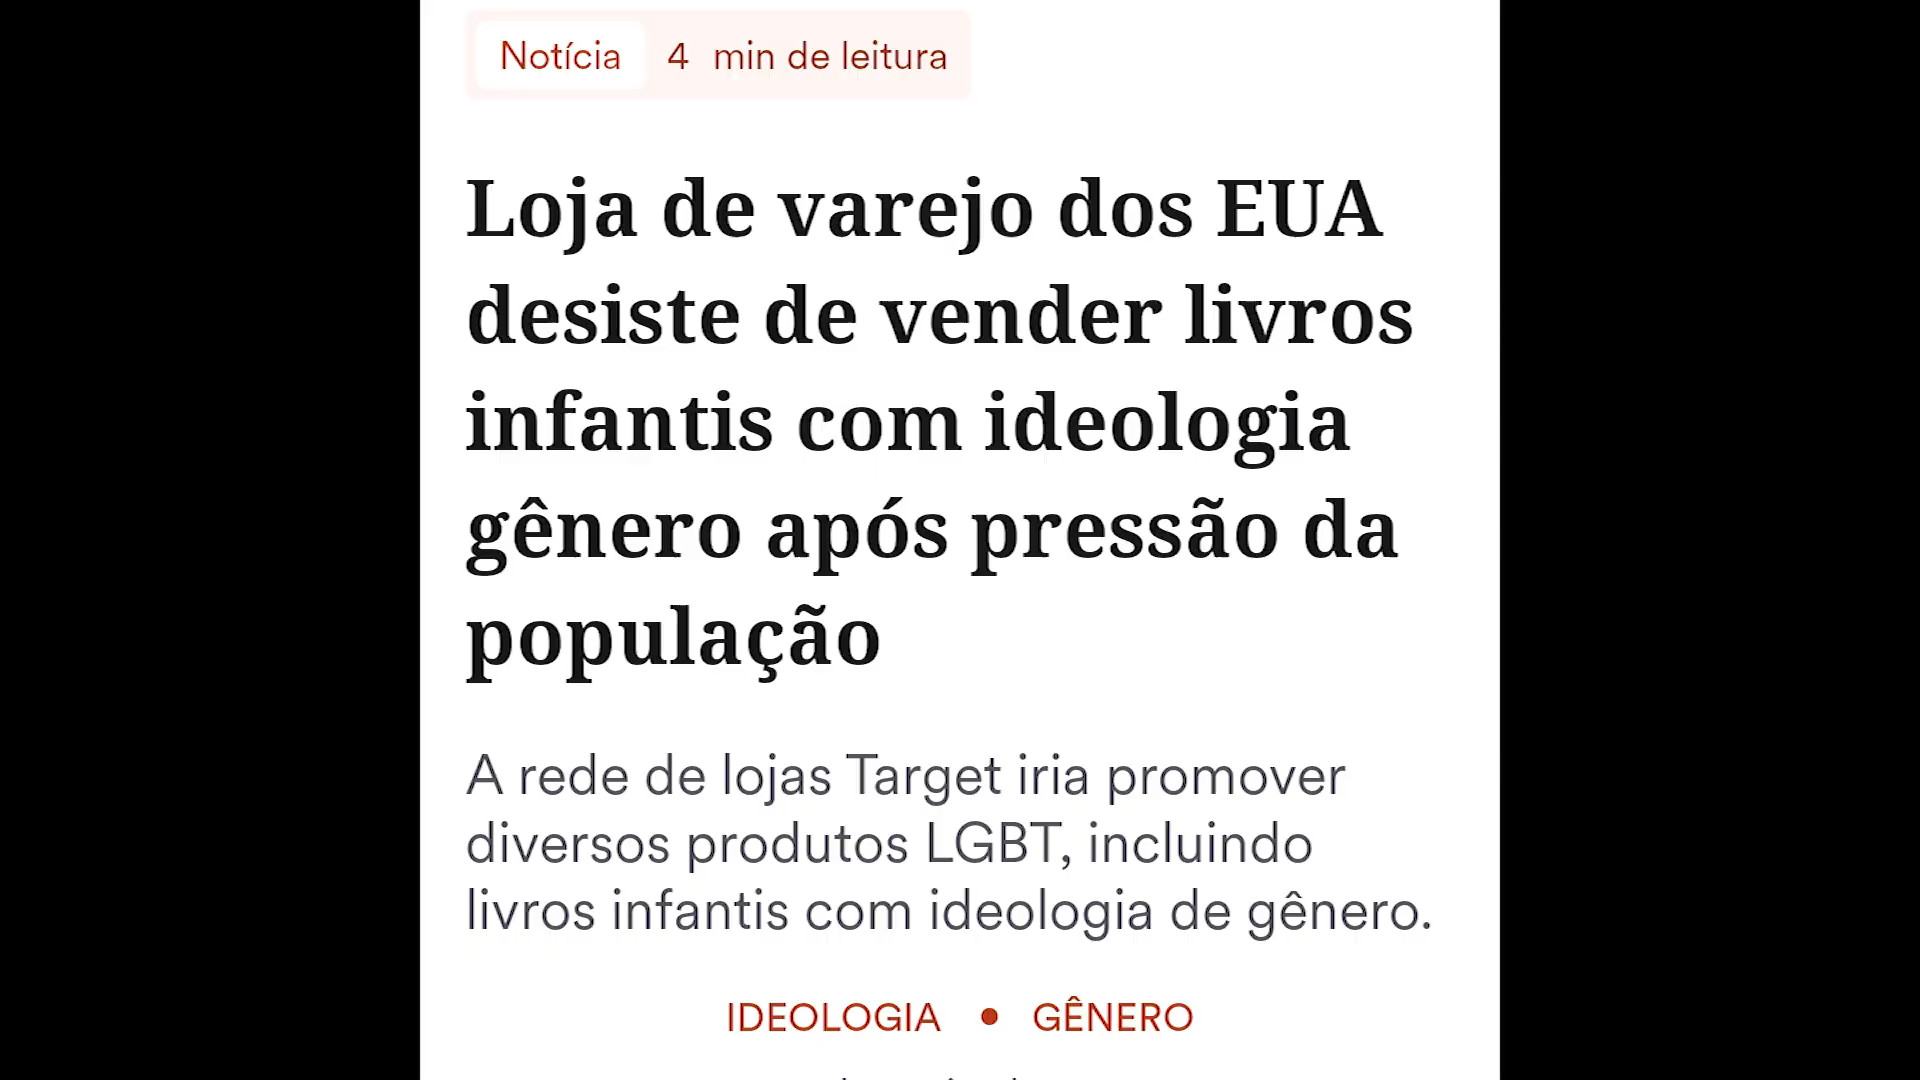 Notícia 4 min de leitura
Loja de varejo dos EUA
desiste de vender livros
infantis com ideologia
gênero após pressão da
população
A rede de lojas Target iria promover
diversos produtos LGBT, incluindo
livros infantis com ideologia de gênero.
IDEOLOGIA • GÊNERO